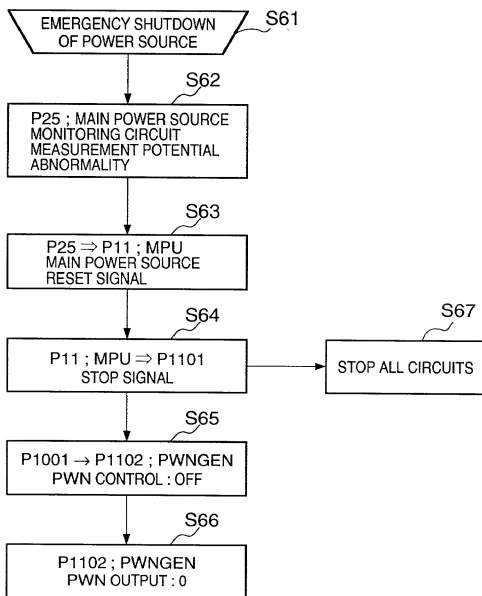 EMERGENCY SHUTDOWN
OF POWER SOURCE
S61
S62
P25 ; MAIN POWER SOURCE
MONITORING CIRCUIT
MEASUREMENT POTENTIAL
ABNORMALITY
S63
P25 ⇒ P11 ; MPU
MAIN POWER SOURCE
RESET SIGNAL
S64
P11 ; MPU ⇒ P1101
STOP SIGNAL
S67
STOP ALL CIRCUITS
S65
P1001 → P1102 ; PWNGEN
PWN CONTROL : OFF
S66
P1102 ; PWNGEN
PWN OUTPUT : 0